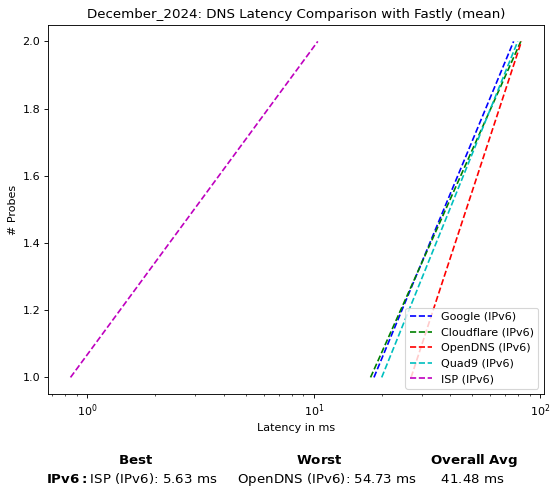 December_2024: DNS Latency Comparison with Fastly (mean)
# Probes
2.0
1.8
1.6
1.4
1.2
1.0
Google (IPv6)
Cloudflare (IPv6)
OpenDNS (IPv6)
Quad9 (IPv6)
ISP (IPv6)
10⁰ 10¹ 10²
Latency in ms
Best Worst Overall Avg
IPv6: ISP (IPv6): 5.63 ms OpenDNS (IPv6): 54.73 ms 41.48 ms